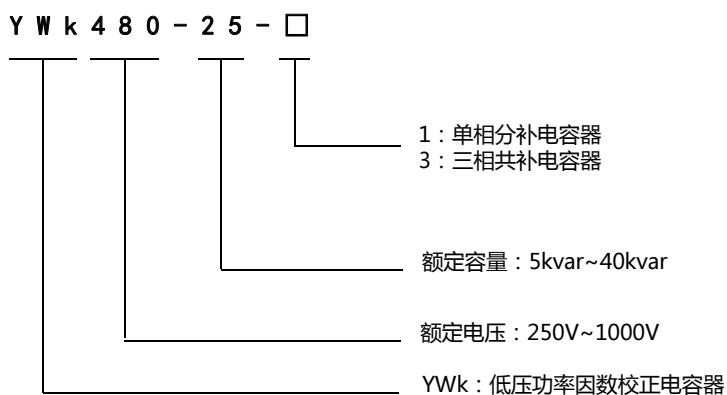 YWk480-25-□
1：单相分补电容器
3：三相共补电容器
额定容量：5kvar~40kvar
额定电压：250V~1000V
YWk：低压功率因数校正电容器